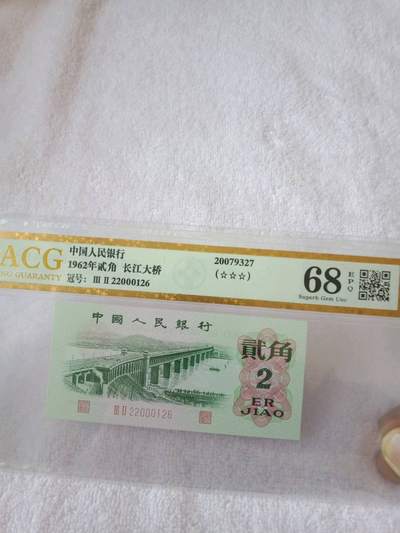 ACG
NG GUARANTY
中国人民银行
1962年贰角 长江大桥
冠号: III II 22000126
20079327
(☆☆☆)
68 EPQ
Superb Gem Unc
中國人民銀行
貳角
2
ER
JIAO
III II 22000126